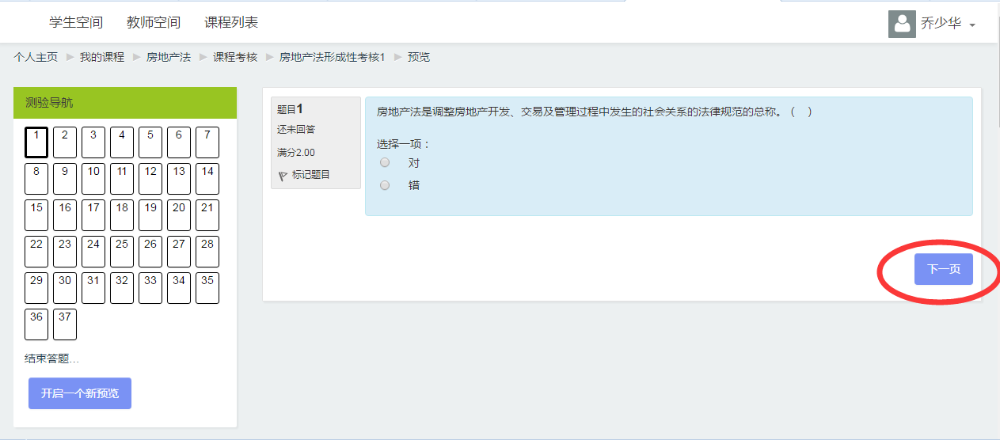 学生空间 教师空间 课程列表 乔少华
个人主页 我的课程 房地产法 课程考核 房地产法形成性考核1 预览
测验导航
1 2 3 4 5 6 7
8 9 10 11 12 13 14
15 16 17 18 19 20 21
22 23 24 25 26 27 28
29 30 31 32 33 34 35
36 37
结束答题...
开启一个新预览
题目1
还未回答
满分2.00
标记题目
房地产法是调整房地产开发、交易及管理过程中发生的社会关系的法律规范的总称。（ ）
选择一项：
对
错
下一页